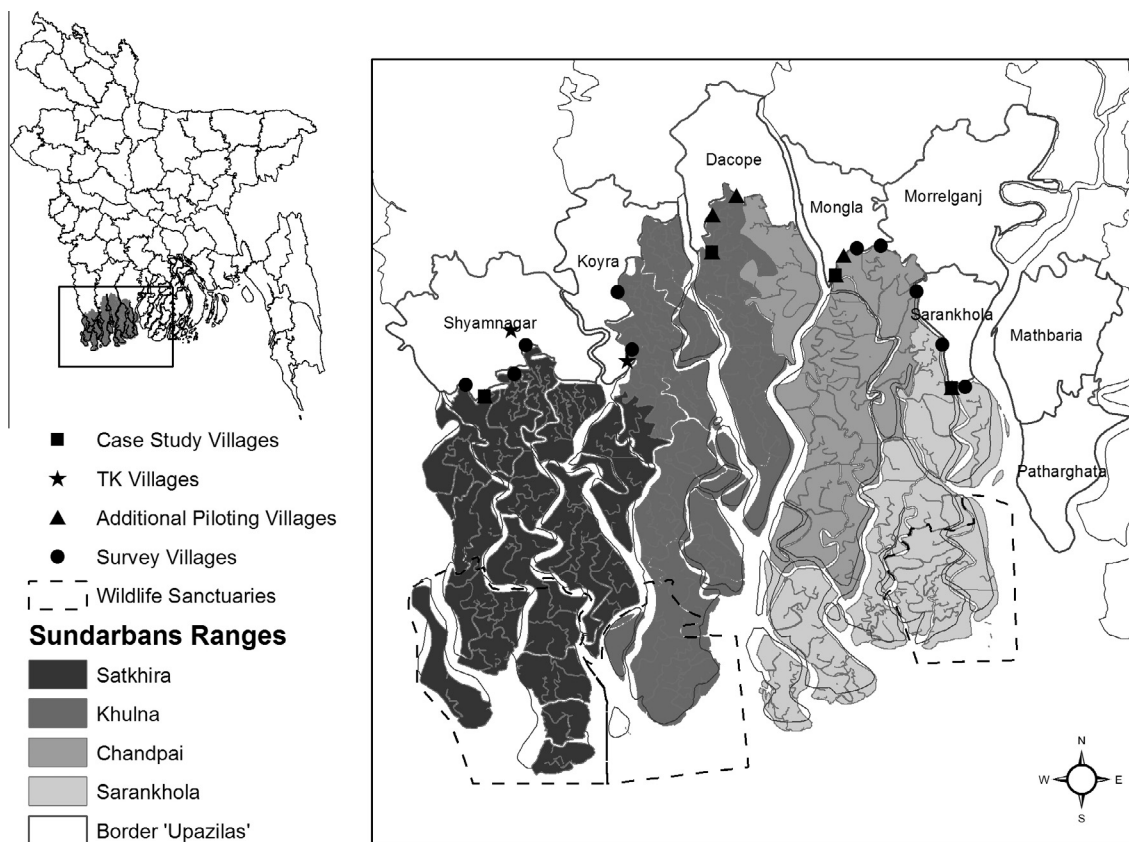 Dacope
Mongla
Morrelganj
Koyra
Shyamnagar
Sarankhola
Mathbaria
Patharghata
Case Study Villages
TK Villages
Additional Piloting Villages
Survey Villages
Wildlife Sanctuaries
Sundarbans Ranges
Satkhira
Khulna
Chandpai
Sarankhola
Border 'Upazilas'
N
W E
S